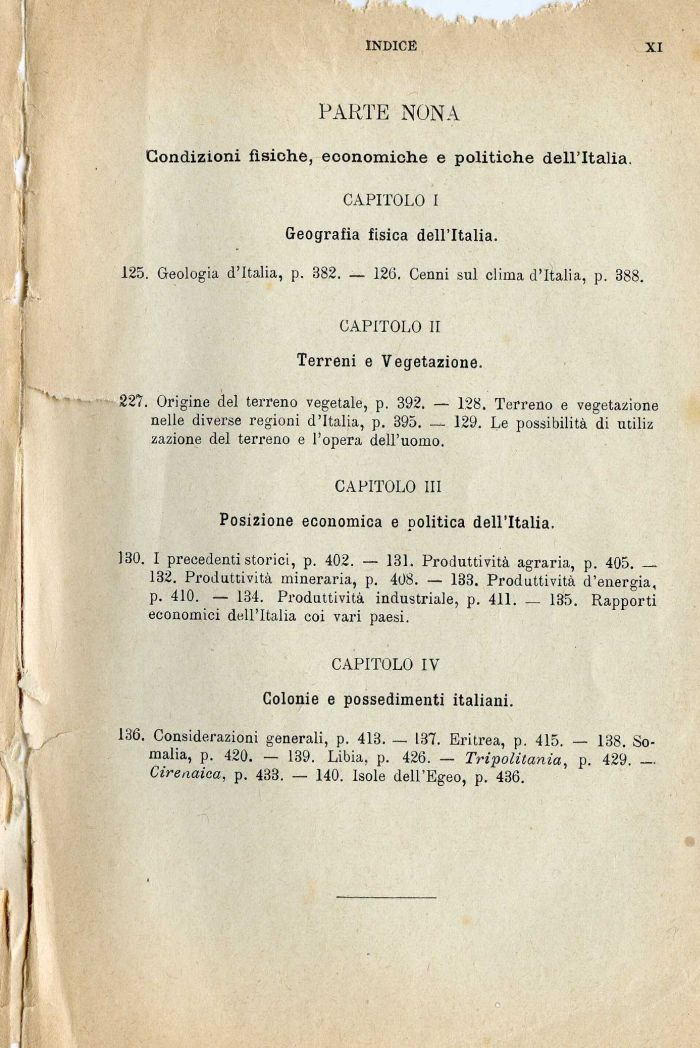 INDICE XI
PARTE NONA
Condizioni fisiche, economiche e politiche dell'Italia.
CAPITOLO I
Geografia fisica dell'Italia.
125. Geologia d'Italia, p. 382. — 126. Cenni sul clima d'Italia, p. 388.
CAPITOLO II
Terreni e Vegetazione.
227. Origine del terreno vegetale, p. 392. — 128. Terreno e vegetazione
nelle diverse regioni d'Italia, p. 395. — 129. Le possibilità di utiliz
zazione del terreno e l'opera dell'uomo.
CAPITOLO III
Posizione economica e politica dell'Italia.
130. I precedenti storici, p. 402. — 131. Produttività agraria, p. 405. —
132. Produttività mineraria, p. 408. — 133. Produttività d'energia,
p. 410. — 134. Produttività industriale, p. 411. — 135. Rapporti
economici dell'Italia coi vari paesi.
CAPITOLO IV
Colonie e possedimenti italiani.
136. Considerazioni generali, p. 413. — 137. Eritrea, p. 415. — 138. So-
malia, p. 420. — 139. Libia, p. 426. — Tripolitania, p. 429. —
Cirenaica, p. 433. — 140. Isole dell'Egeo, p. 436.